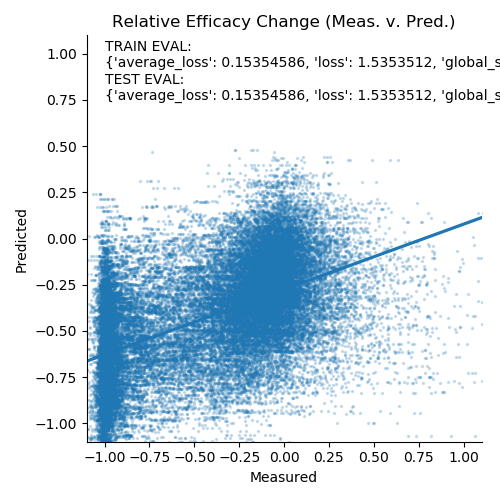 Relative Efficacy Change (Meas. v. Pred.)
TRAIN EVAL:
{'average_loss': 0.15354586, 'loss': 1.5353512, 'global_s
TEST EVAL:
{'average_loss': 0.15354586, 'loss': 1.5353512, 'global_s
1.00
0.75
0.50
0.25
0.00
−0.25
−0.50
−0.75
−1.00
Predicted
−1.00 −0.75 −0.50 −0.25 0.00 0.25 0.50 0.75 1.00
Measured